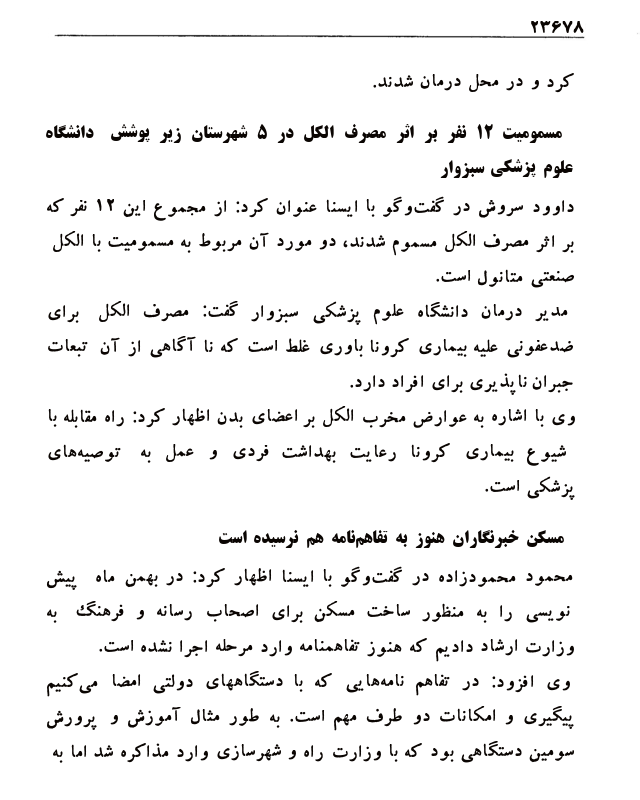 ۲۳۶۷۸
کرد و در محل درمان شدند.
مسمومیت ۱۲ نفر بر اثر مصرف الکل در ۵ شهرستان زیر پوشش دانشگاه
علوم پزشکی سبزوار
داوود سروش در گفت‌وگو با ایسنا عنوان کرد: از مجموع این ۱۲ نفر که
بر اثر مصرف الکل مسموم شدند، دو مورد آن مربوط به مسمومیت با الکل
صنعتی متانول است.
مدیر درمان دانشگاه علوم پزشکی سبزوار گفت: مصرف الکل برای
ضدعفونی علیه بیماری کرونا باوری غلط است که نا آگاهی از آن تبعات
جبران ناپذیری برای افراد دارد.
وی با اشاره به عوارض مخرب الکل بر اعضای بدن اظهار کرد: راه مقابله با
شیوع بیماری کرونا رعایت بهداشت فردی و عمل به توصیه‌های
پزشکی است.
مسکن خبرنگاران هنوز به تفاهم‌نامه هم نرسیده است
محمود محمودزاده در گفت‌وگو با ایسنا اظهار کرد: در بهمن ماه پیش
نویسی را به منظور ساخت مسکن برای اصحاب رسانه و فرهنگ به
وزارت ارشاد دادیم که هنوز تفاهمنامه وارد مرحله اجرا نشده است.
وی افزود: در تفاهم نامه‌هایی که با دستگاههای دولتی امضا می‌کنیم
پیگیری و امکانات دو طرف مهم است. به طور مثال آموزش و پرورش
سومین دستگاهی بود که با وزارت راه و شهرسازی وارد مذاکره شد اما به